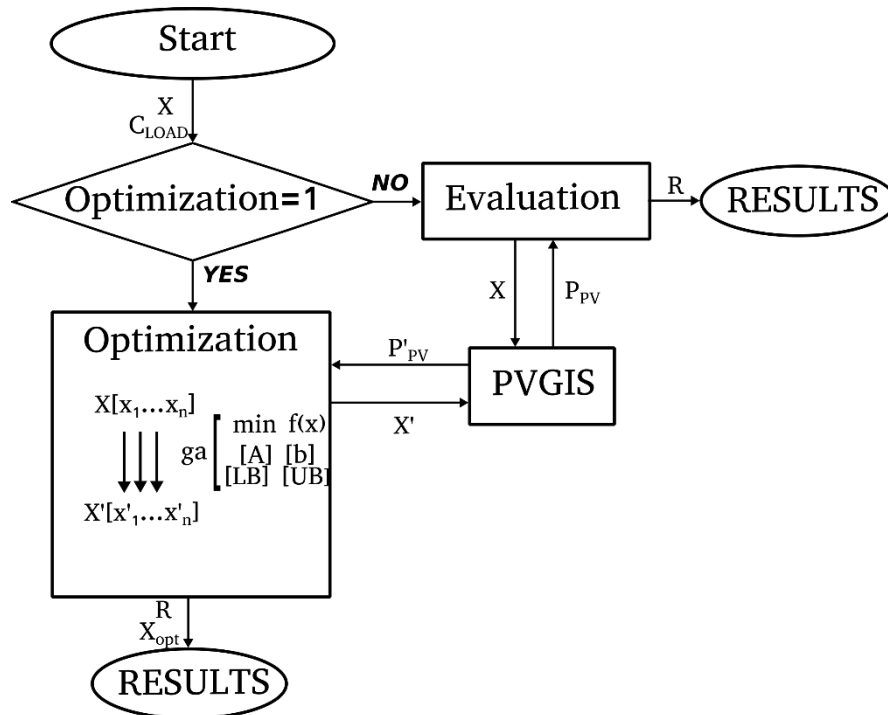 Start
X
C_LOAD
Optimization=1
NO
Evaluation
R
RESULTS
YES
X
P_PV
Optimization
P'_PV
PVGIS
X'
X[x_1...x_n]
ga
min f(x)
[A] [b]
[LB] [UB]
X'[x'_1...x'_n]
R
X_opt
RESULTS